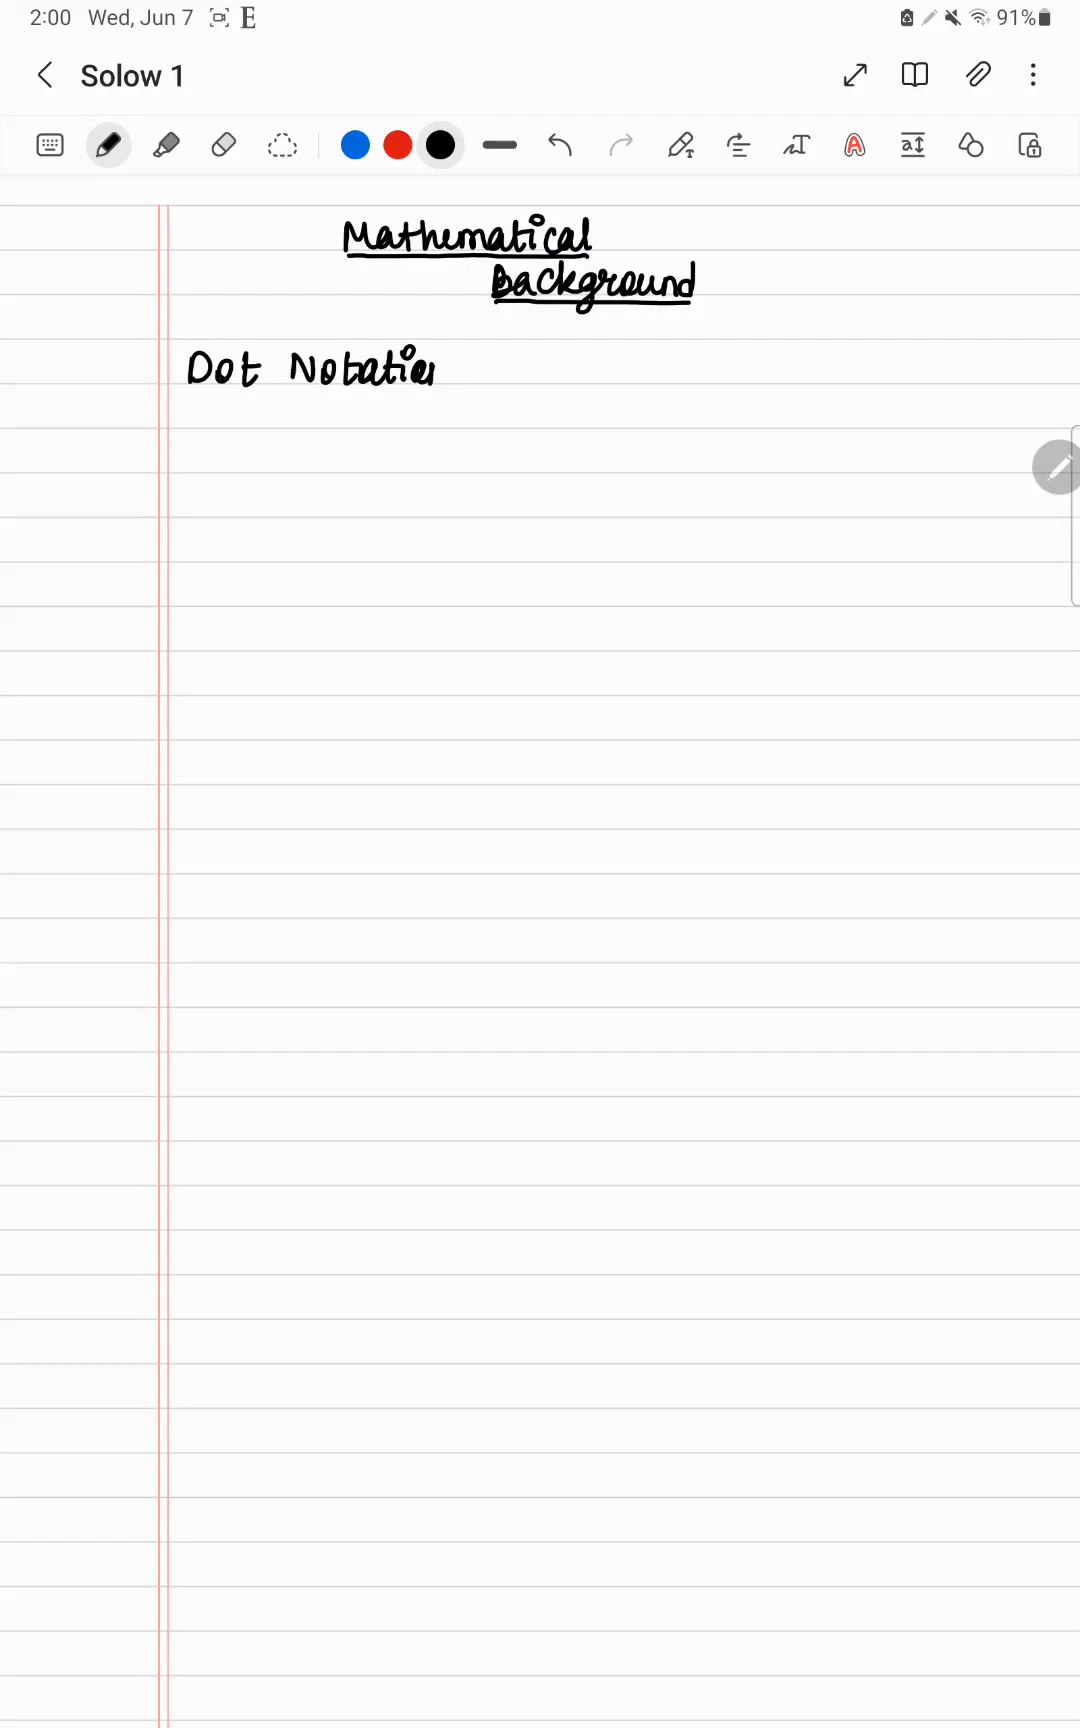 2:00 Wed, Jun 7 E 91%
Solow 1
Mathematical
Background
Dot Notation